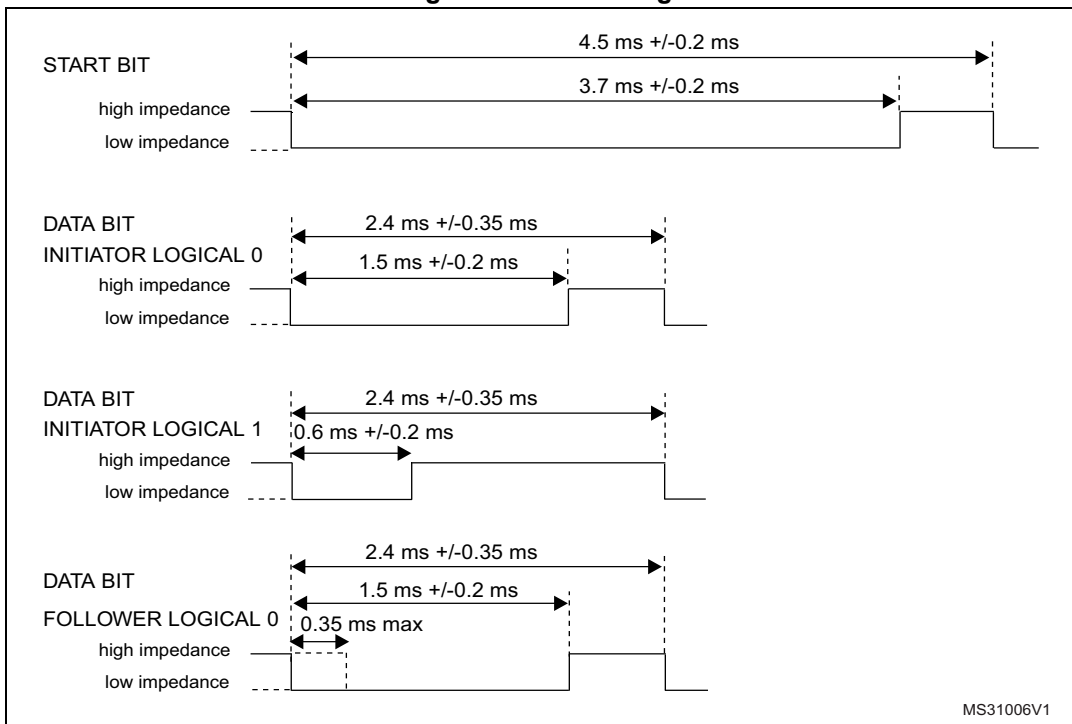 4.5 ms +/-0.2 ms
START BIT
3.7 ms +/-0.2 ms
high impedance
low impedance
DATA BIT
2.4 ms +/-0.35 ms
INITIATOR LOGICAL 0
1.5 ms +/-0.2 ms
high impedance
low impedance
DATA BIT
2.4 ms +/-0.35 ms
INITIATOR LOGICAL 1
0.6 ms +/-0.2 ms
high impedance
low impedance
2.4 ms +/-0.35 ms
DATA BIT
1.5 ms +/-0.2 ms
FOLLOWER LOGICAL 0
0.35 ms max
high impedance
low impedance
MS31006V1